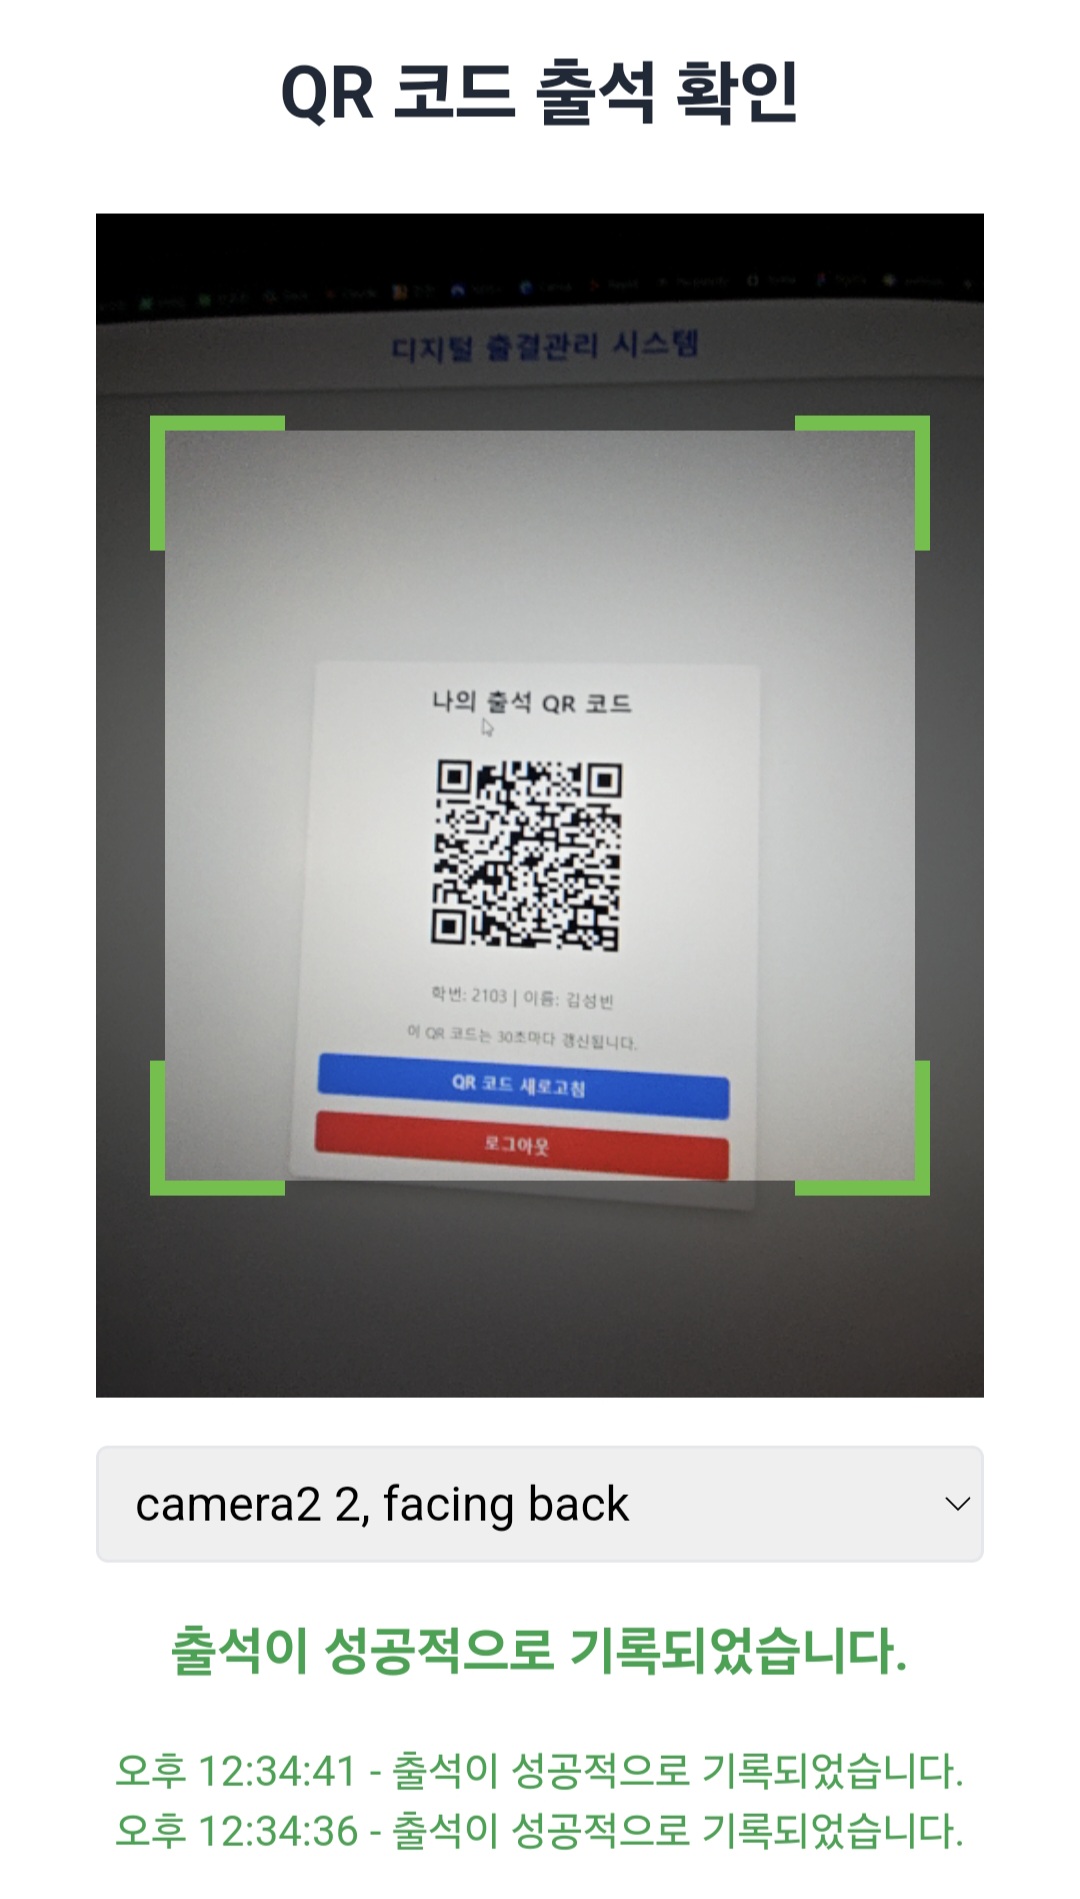 QR 코드 출석 확인
디지털 출결관리 시스템
나의 출석 QR 코드
학번: 2103 | 이름: 김성빈
이 QR 코드는 30초마다 갱신됩니다.
QR 코드 새로고침
로그아웃
camera2 2, facing back
출석이 성공적으로 기록되었습니다.
오후 12:34:41 - 출석이 성공적으로 기록되었습니다.
오후 12:34:36 - 출석이 성공적으로 기록되었습니다.